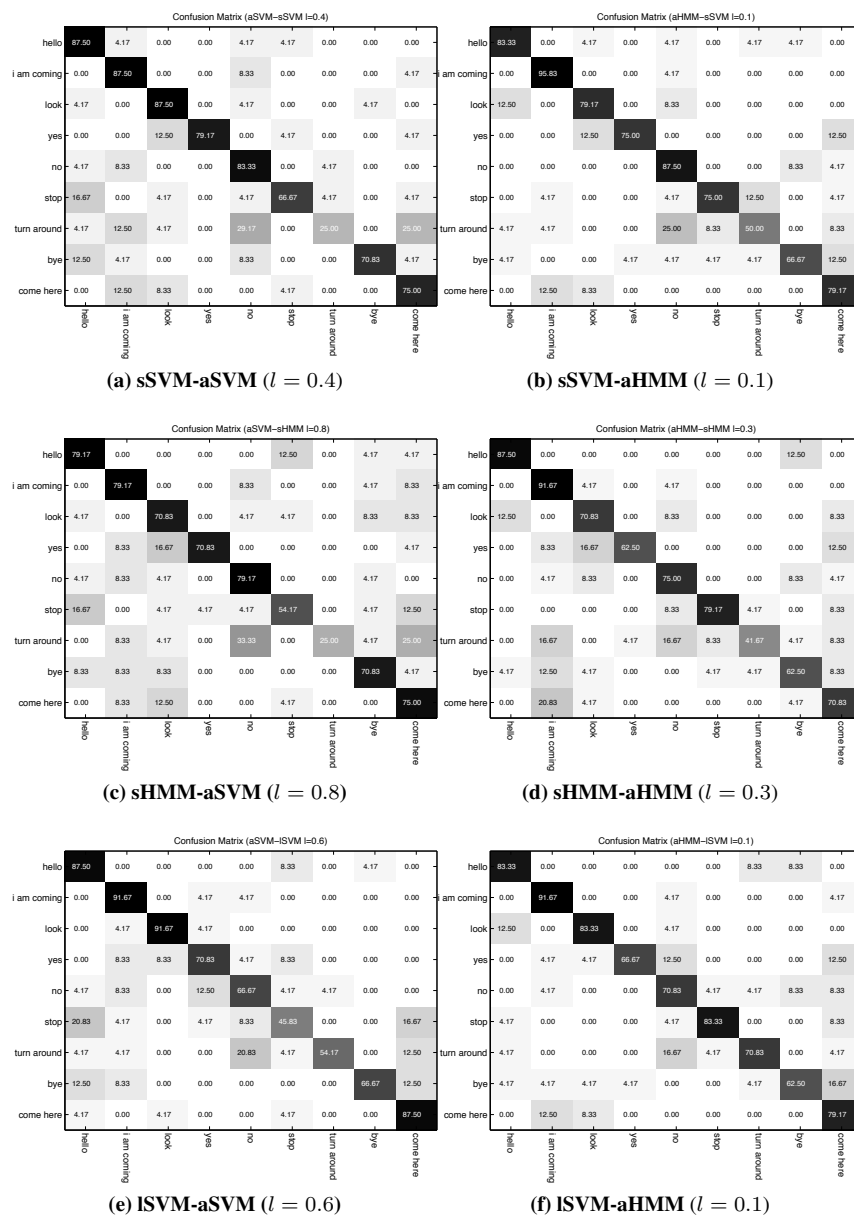 Confusion Matrix (aSVM−sSVM l=0.4)
hello 87.50 4.17 0.00 0.00 4.17 4.17 0.00 0.00 0.00
i am coming 0.00 87.50 0.00 0.00 8.33 0.00 0.00 0.00 4.17
look 4.17 0.00 87.50 0.00 4.17 0.00 0.00 4.17 0.00
yes 0.00 0.00 12.50 79.17 0.00 4.17 0.00 0.00 4.17
no 4.17 8.33 0.00 0.00 83.33 0.00 4.17 0.00 0.00
stop 16.67 0.00 4.17 0.00 4.17 66.67 4.17 0.00 4.17
turn around 4.17 12.50 4.17 0.00 29.17 0.00 25.00 0.00 25.00
bye 12.50 4.17 0.00 0.00 8.33 0.00 0.00 70.83 4.17
come here 0.00 12.50 8.33 0.00 0.00 4.17 0.00 0.00 75.00
hello i am coming look yes no stop turn around bye come here
(a) sSVM-aSVM (l = 0.4)
Confusion Matrix (aHMM−sSVM l=0.1)
hello 83.33 0.00 4.17 0.00 4.17 0.00 4.17 4.17 0.00
i am coming 0.00 95.83 0.00 0.00 4.17 0.00 0.00 0.00 0.00
look 12.50 0.00 79.17 0.00 8.33 0.00 0.00 0.00 0.00
yes 0.00 0.00 12.50 75.00 0.00 0.00 0.00 0.00 12.50
no 0.00 0.00 0.00 0.00 87.50 0.00 0.00 8.33 4.17
stop 0.00 4.17 0.00 0.00 4.17 75.00 12.50 0.00 4.17
turn around 4.17 4.17 0.00 0.00 25.00 8.33 50.00 0.00 8.33
bye 4.17 0.00 0.00 4.17 4.17 4.17 4.17 66.67 12.50
come here 0.00 12.50 8.33 0.00 0.00 0.00 0.00 0.00 79.17
hello i am coming look yes no stop turn around bye come here
(b) sSVM-aHMM (l = 0.1)
Confusion Matrix (aSVM−sHMM l=0.8)
hello 79.17 0.00 0.00 0.00 0.00 12.50 0.00 4.17 4.17
i am coming 0.00 79.17 0.00 0.00 8.33 0.00 0.00 4.17 8.33
look 4.17 0.00 70.83 0.00 4.17 4.17 0.00 8.33 8.33
yes 0.00 8.33 16.67 70.83 0.00 0.00 0.00 0.00 4.17
no 4.17 8.33 4.17 0.00 79.17 0.00 0.00 4.17 0.00
stop 16.67 0.00 4.17 4.17 4.17 54.17 0.00 4.17 12.50
turn around 0.00 8.33 4.17 0.00 33.33 0.00 25.00 4.17 25.00
bye 8.33 8.33 8.33 0.00 0.00 0.00 0.00 70.83 4.17
come here 0.00 8.33 12.50 0.00 0.00 4.17 0.00 0.00 75.00
hello i am coming look yes no stop turn around bye come here
(c) sHMM-aSVM (l = 0.8)
Confusion Matrix (aHMM−sHMM l=0.3)
hello 87.50 0.00 0.00 0.00 0.00 0.00 0.00 12.50 0.00
i am coming 0.00 91.67 4.17 0.00 4.17 0.00 0.00 0.00 0.00
look 12.50 0.00 70.83 0.00 8.33 0.00 0.00 0.00 8.33
yes 0.00 8.33 16.67 62.50 0.00 0.00 0.00 0.00 12.50
no 0.00 4.17 8.33 0.00 75.00 0.00 0.00 8.33 4.17
stop 0.00 0.00 0.00 0.00 8.33 79.17 4.17 0.00 8.33
turn around 0.00 16.67 0.00 4.17 16.67 8.33 41.67 4.17 8.33
bye 4.17 12.50 4.17 0.00 0.00 4.17 4.17 62.50 8.33
come here 0.00 20.83 4.17 0.00 0.00 0.00 0.00 4.17 70.83
hello i am coming look yes no stop turn around bye come here
(d) sHMM-aHMM (l = 0.3)
Confusion Matrix (aSVM−lSVM l=0.6)
hello 87.50 0.00 0.00 0.00 0.00 8.33 0.00 4.17 0.00
i am coming 0.00 91.67 0.00 4.17 4.17 0.00 0.00 0.00 0.00
look 0.00 4.17 91.67 4.17 0.00 0.00 0.00 0.00 0.00
yes 0.00 8.33 8.33 70.83 4.17 8.33 0.00 0.00 0.00
no 4.17 8.33 0.00 12.50 66.67 4.17 4.17 0.00 0.00
stop 20.83 4.17 0.00 4.17 8.33 45.83 0.00 0.00 16.67
turn around 4.17 4.17 0.00 0.00 20.83 4.17 54.17 0.00 12.50
bye 12.50 8.33 0.00 0.00 0.00 0.00 0.00 66.67 12.50
come here 4.17 0.00 4.17 0.00 0.00 4.17 0.00 0.00 87.50
hello i am coming look yes no stop turn around bye come here
(e) lSVM-aSVM (l = 0.6)
Confusion Matrix (aHMM−lSVM l=0.1)
hello 83.33 0.00 0.00 0.00 0.00 0.00 8.33 8.33 0.00
i am coming 0.00 91.67 0.00 0.00 4.17 0.00 0.00 0.00 4.17
look 12.50 0.00 83.33 0.00 4.17 0.00 0.00 0.00 0.00
yes 0.00 4.17 4.17 66.67 12.50 0.00 0.00 0.00 12.50
no 0.00 4.17 0.00 0.00 70.83 4.17 4.17 8.33 8.33
stop 4.17 0.00 0.00 0.00 4.17 83.33 0.00 0.00 8.33
turn around 4.17 0.00 0.00 0.00 16.67 4.17 70.83 0.00 4.17
bye 4.17 4.17 4.17 4.17 0.00 0.00 4.17 62.50 16.67
come here 0.00 12.50 8.33 0.00 0.00 0.00 0.00 0.00 79.17
hello i am coming look yes no stop turn around bye come here
(f) lSVM-aHMM (l = 0.1)